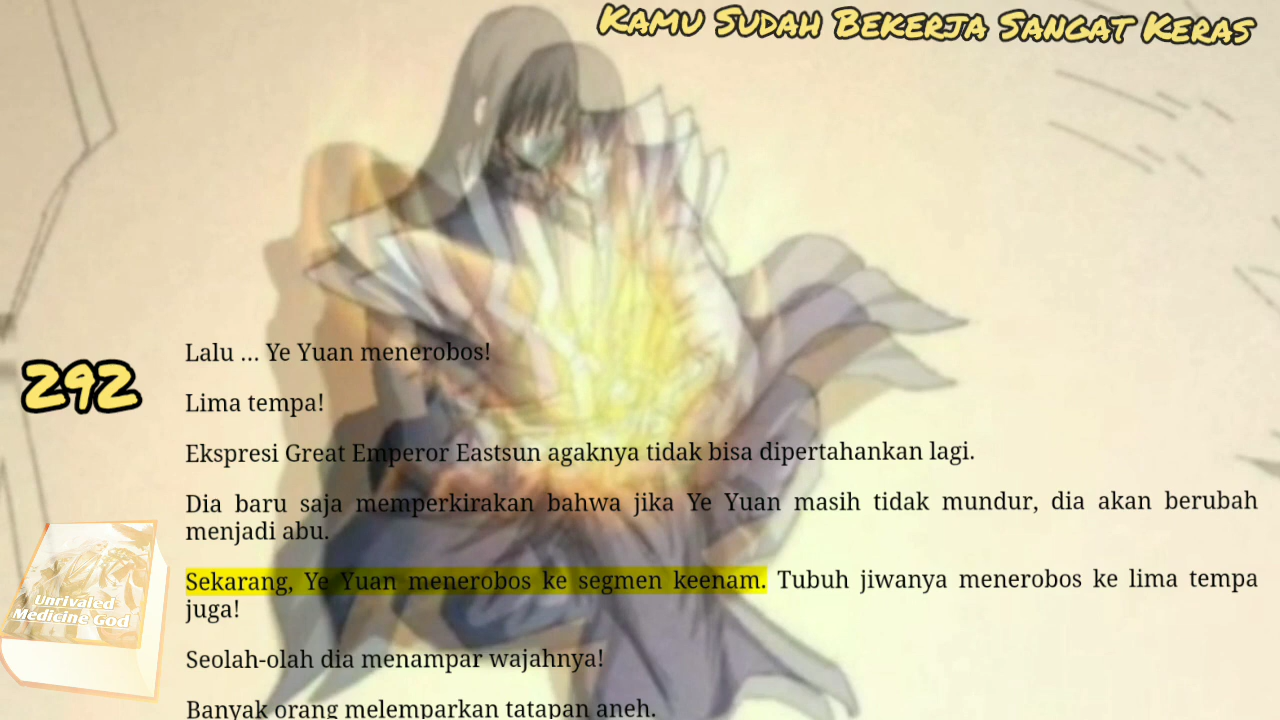 Kamu Sudah Bekerja Sangat Keras
292
Lalu ... Ye Yuan menerobos!
Lima tempa!
Ekspresi Great Emperor Eastsun agaknya tidak bisa dipertahankan lagi.
Dia baru saja memperkirakan bahwa jika Ye Yuan masih tidak mundur, dia akan berubah
menjadi abu.
Sekarang, Ye Yuan menerobos ke segmen keenam. Tubuh jiwanya menerobos ke lima tempa
juga!
Seolah-olah dia menampar wajahnya!
Banyak orang melemparkan tatapan aneh.
Unrivaled
Medicine God